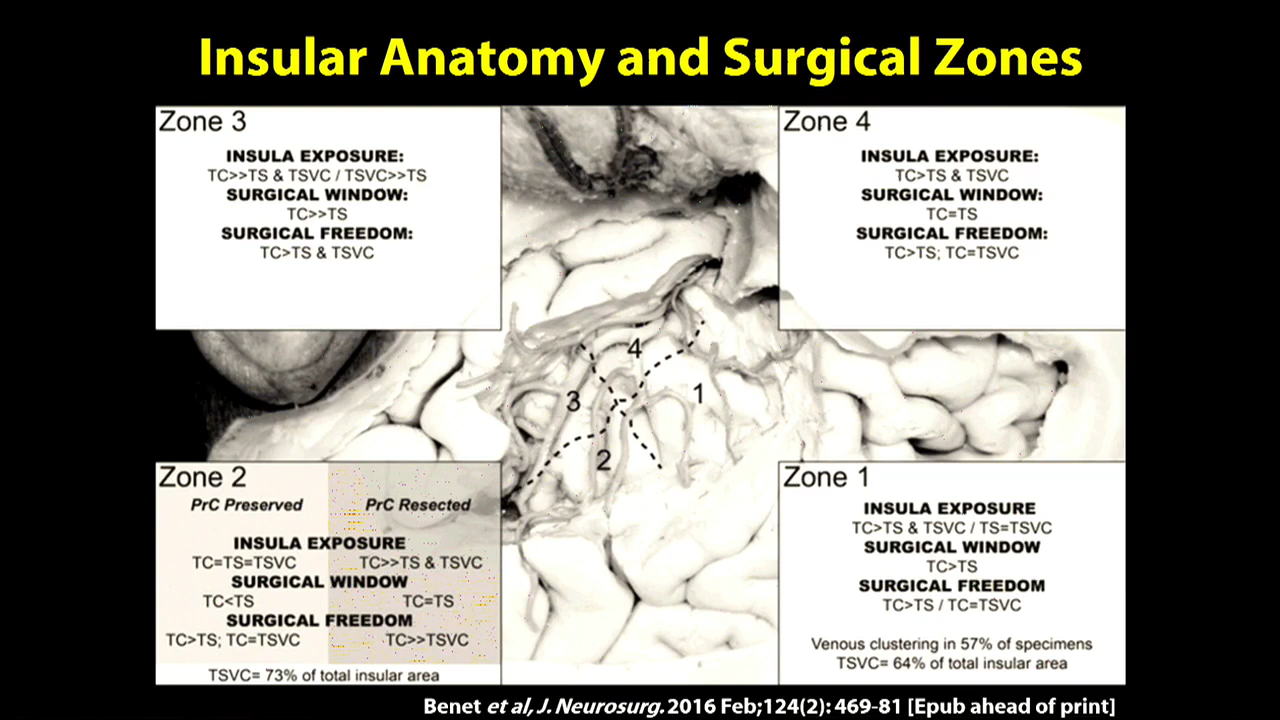 Insular Anatomy and Surgical Zones
Zone 3
INSULA EXPOSURE:
TC>>TS & TSVC / TSVC>>TS
SURGICAL WINDOW:
TC>>TS
SURGICAL FREEDOM:
TC>TS & TSVC
Zone 4
INSULA EXPOSURE:
TC>TS & TSVC
SURGICAL WINDOW:
TC=TS
SURGICAL FREEDOM:
TC>TS; TC=TSVC
4
3
1
2
Zone 2
PrC Preserved PrC Resected
INSULA EXPOSURE
TC=TS=TSVC TC>>TS & TSVC
SURGICAL WINDOW
TC<TS TC=TS
SURGICAL FREEDOM
TC>TS; TC=TSVC TC>>TSVC
TSVC= 73% of total insular area
Zone 1
INSULA EXPOSURE
TC>TS & TSVC / TS=TSVC
SURGICAL WINDOW
TC>TS
SURGICAL FREEDOM
TC>TS / TC=TSVC
Venous clustering in 57% of specimens
TSVC= 64% of total insular area
Benet et al, J. Neurosurg. 2016 Feb;124(2): 469-81 [Epub ahead of print]